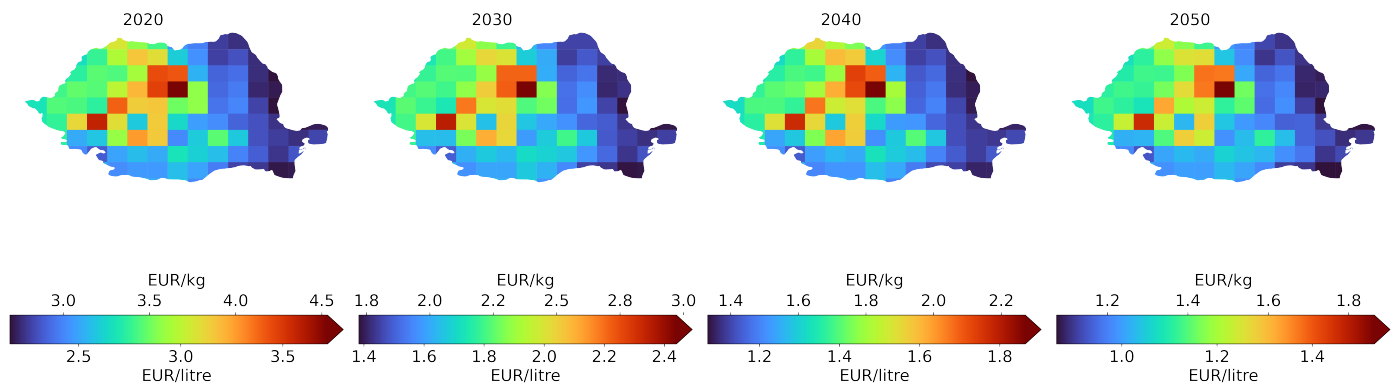 2020 2030 2040 2050
EUR/kg EUR/kg EUR/kg EUR/kg
3.0 3.5 4.0 4.5 1.8 2.0 2.2 2.5 2.8 3.0 1.4 1.6 1.8 2.0 2.2 1.2 1.4 1.6 1.8
2.5 3.0 3.5 1.4 1.6 1.8 2.0 2.2 2.4 1.2 1.4 1.6 1.8 1.0 1.2 1.4
EUR/litre EUR/litre EUR/litre EUR/litre